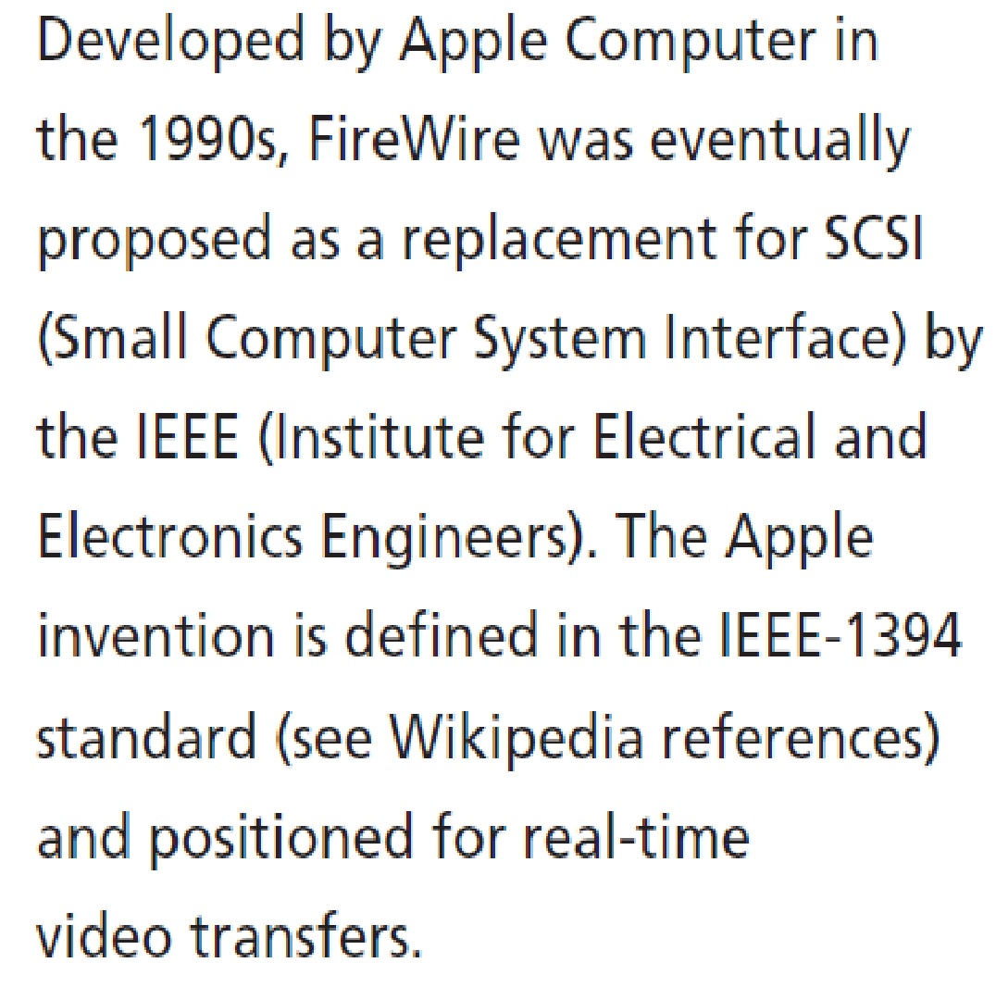 Developed by Apple Computer in
the 1990s, FireWire was eventually
proposed as a replacement for SCSI
(Small Computer System Interface) by
the IEEE (Institute for Electrical and
Electronics Engineers). The Apple
invention is defined in the IEEE-1394
standard (see Wikipedia references)
and positioned for real-time
video transfers.